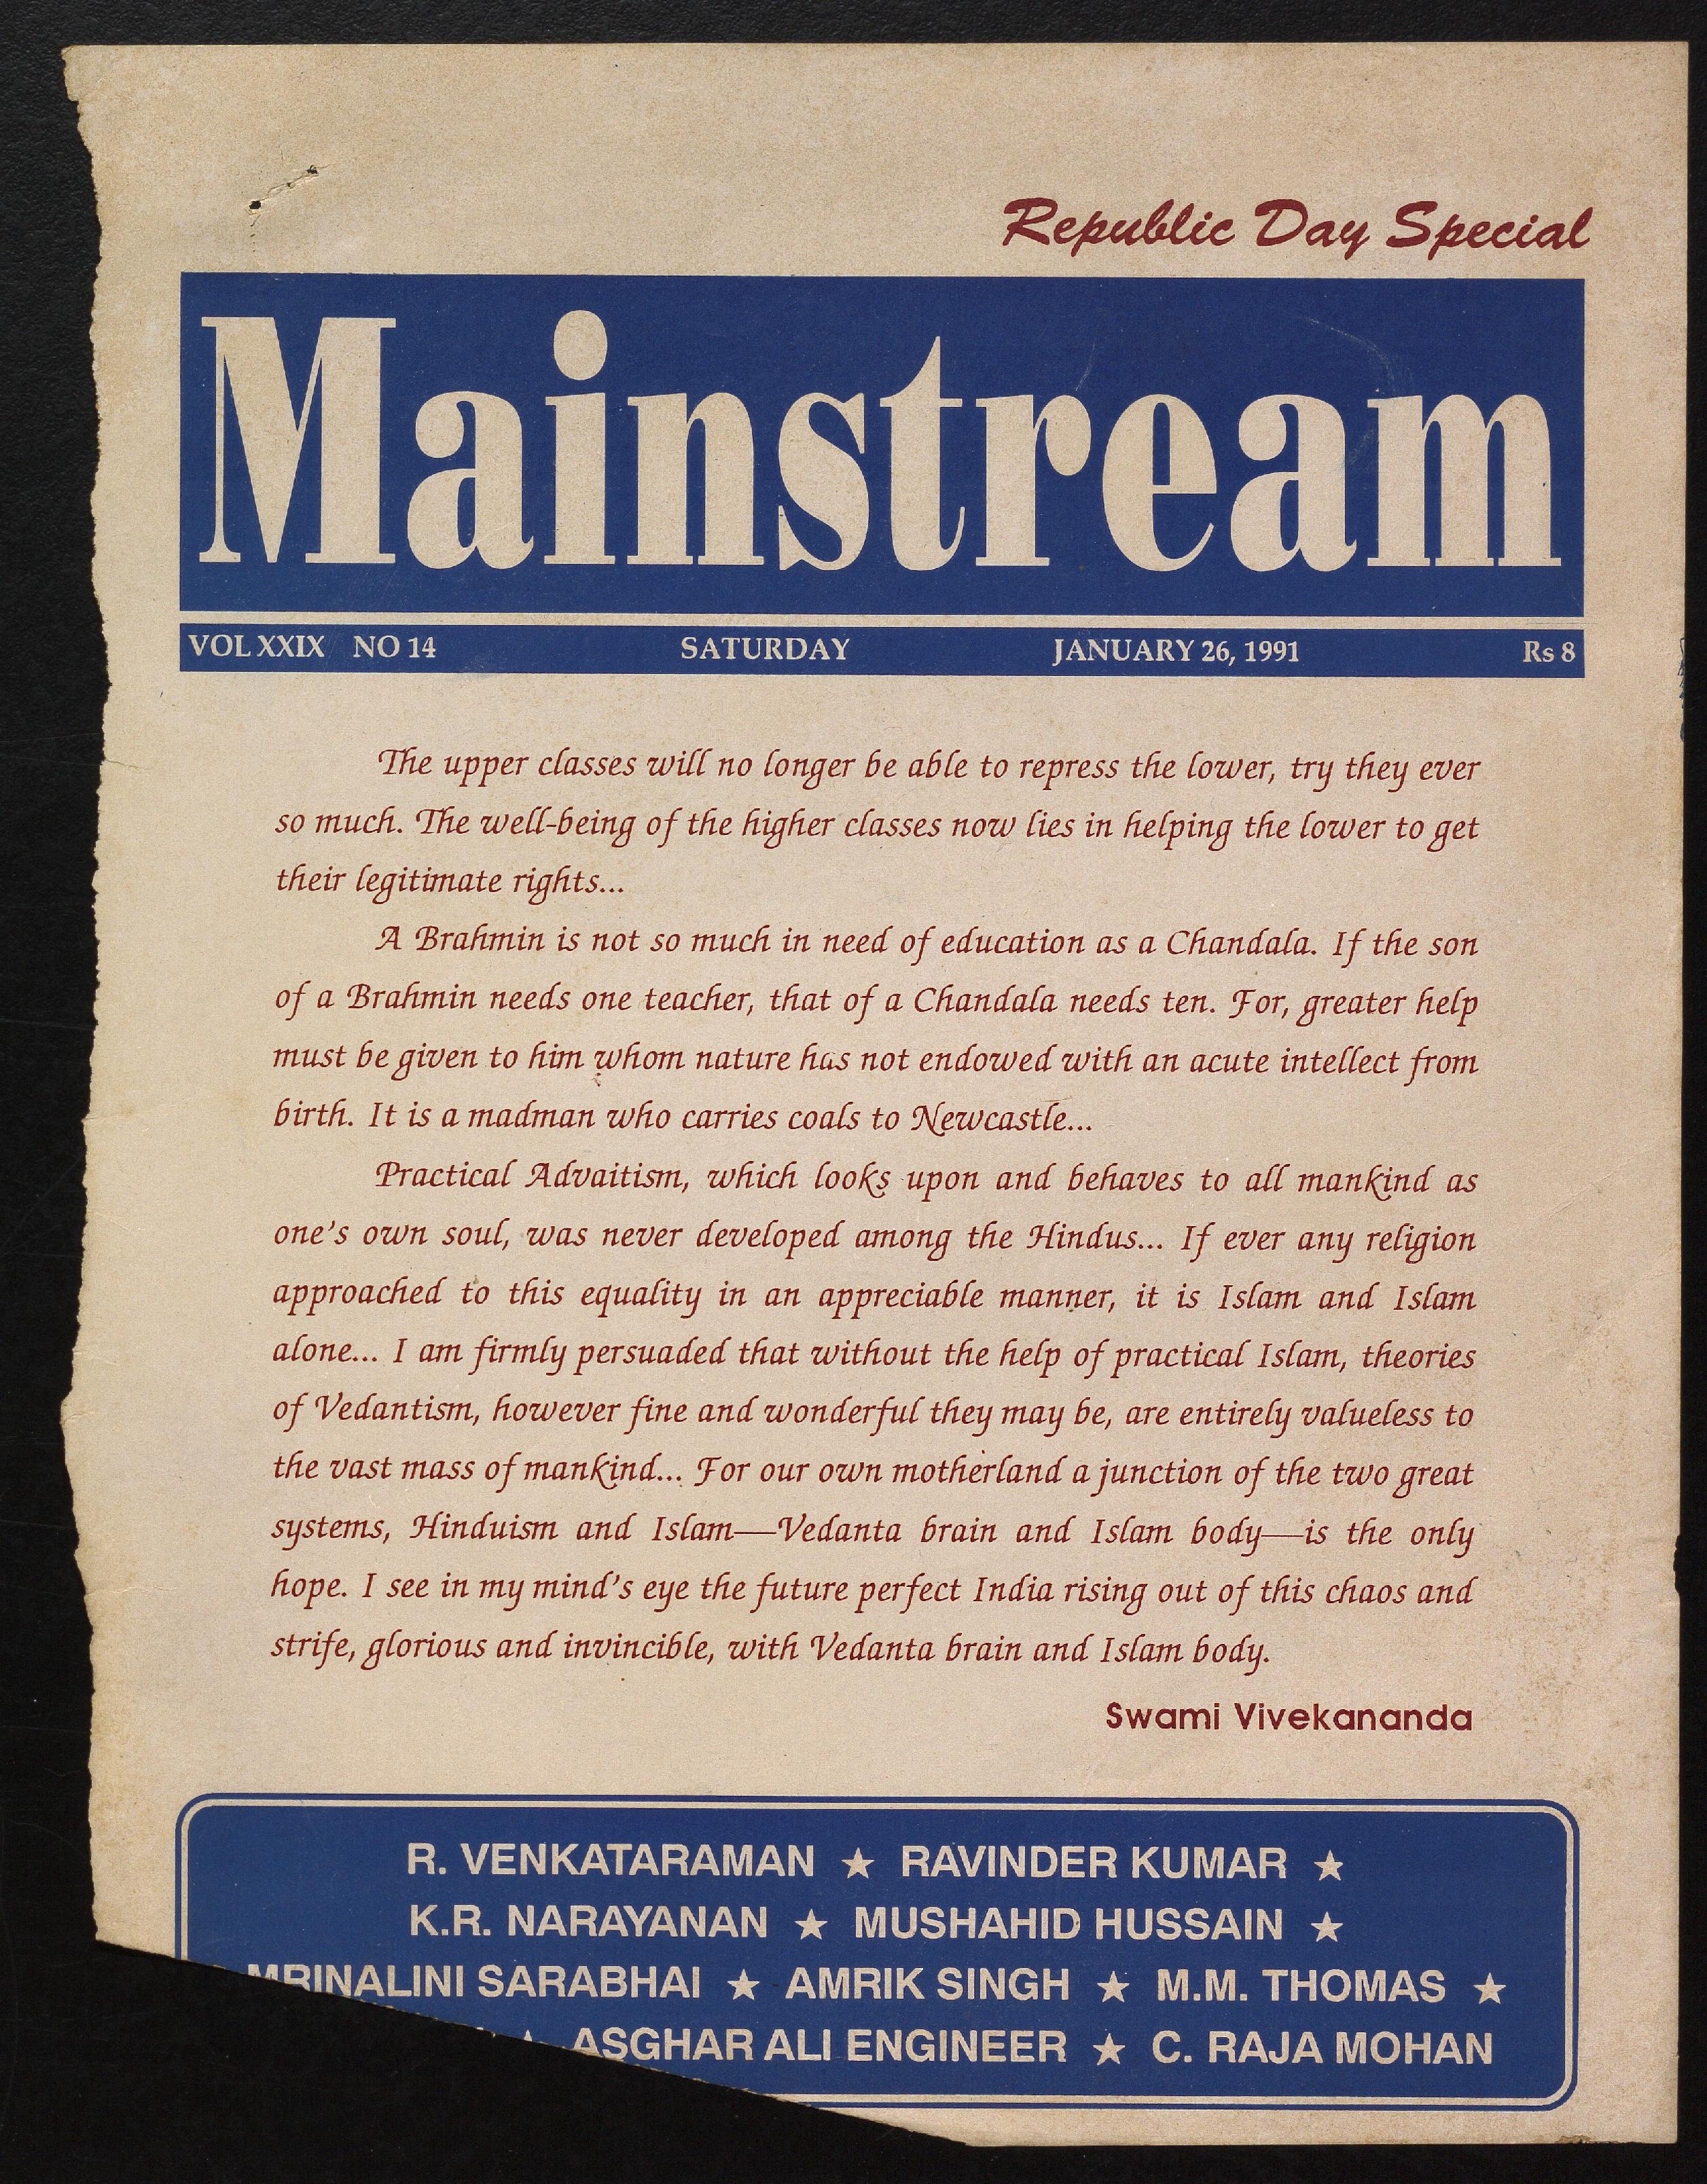 Republic Day Special
Mainstream
VOL XXIX NO 14 SATURDAY JANUARY 26, 1991 Rs 8
The upper classes will no longer be able to repress the lower, try they ever
so much. The well-being of the higher classes now lies in helping the lower to get
their legitimate rights...
A Brahmin is not so much in need of education as a Chandala. If the son
of a Brahmin needs one teacher, that of a Chandala needs ten. For, greater help
must be given to him whom nature has not endowed with an acute intellect from
birth. It is a madman who carries coals to Newcastle...
Practical Advaitism, which looks upon and behaves to all mankind as
one's own soul, was never developed among the Hindus... If ever any religion
approached to this equality in an appreciable manner, it is Islam and Islam
alone... I am firmly persuaded that without the help of practical Islam, theories
of Vedantism, however fine and wonderful they may be, are entirely valueless to
the vast mass of mankind... For our own motherland a junction of the two great
systems, Hinduism and Islam—Vedanta brain and Islam body—is the only
hope. I see in my mind's eye the future perfect India rising out of this chaos and
strife, glorious and invincible, with Vedanta brain and Islam body.
Swami Vivekananda
R. VENKATARAMAN ★ RAVINDER KUMAR ★
K.R. NARAYANAN ★ MUSHAHID HUSSAIN ★
MRINALINI SARABHAI ★ AMRIK SINGH ★ M.M. THOMAS ★
★ ASGHAR ALI ENGINEER ★ C. RAJA MOHAN